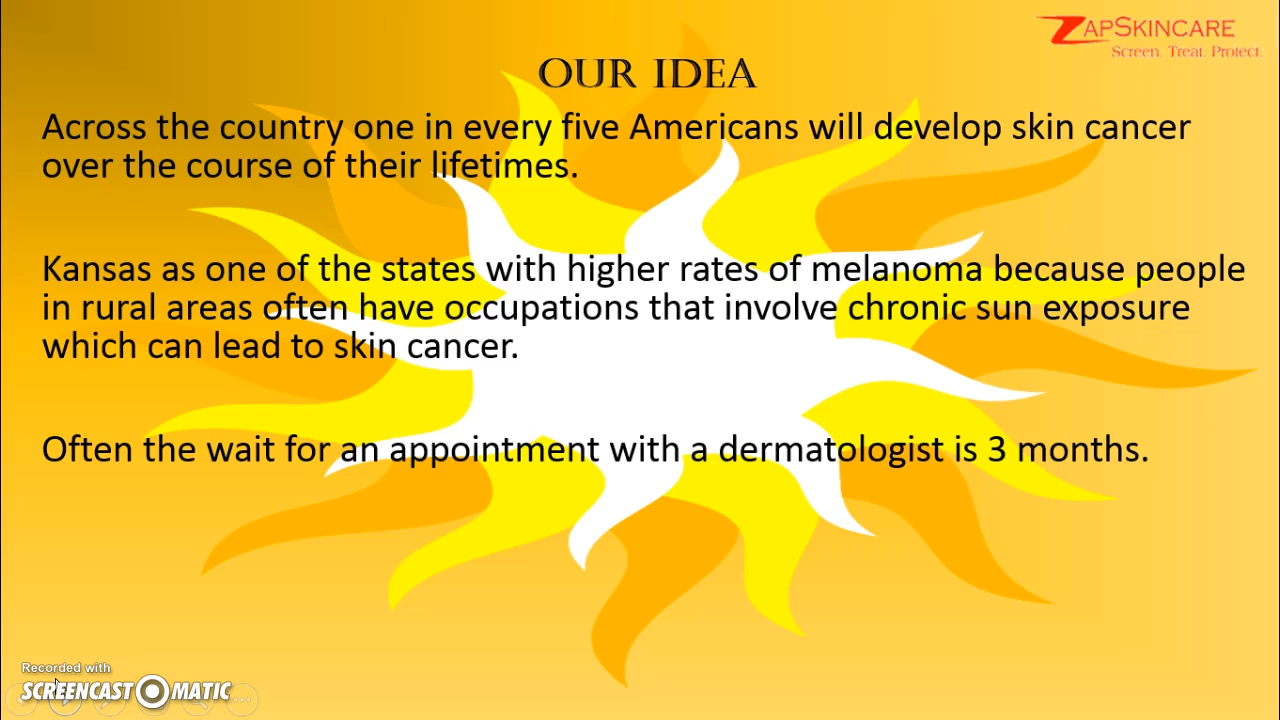 ZAPSKINCARE
Screen. Treat. Protect.
OUR IDEA
Across the country one in every five Americans will develop skin cancer
over the course of their lifetimes.
Kansas as one of the states with higher rates of melanoma because people
in rural areas often have occupations that involve chronic sun exposure
which can lead to skin cancer.
Often the wait for an appointment with a dermatologist is 3 months.
Recorded with
SCREENCAST MATIC